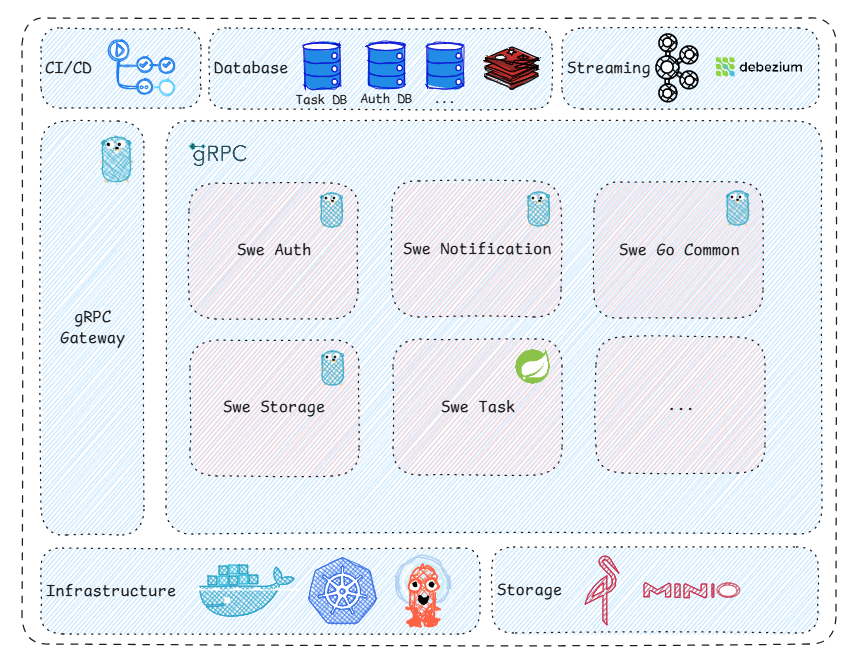 CI/CD
Database
Task DB
Auth DB
...
Streaming
debezium
gRPC
Gateway
gRPC
Swe Auth
Swe Notification
Swe Go Common
Swe Storage
Swe Task
...
Infrastructure
Storage
MINIO